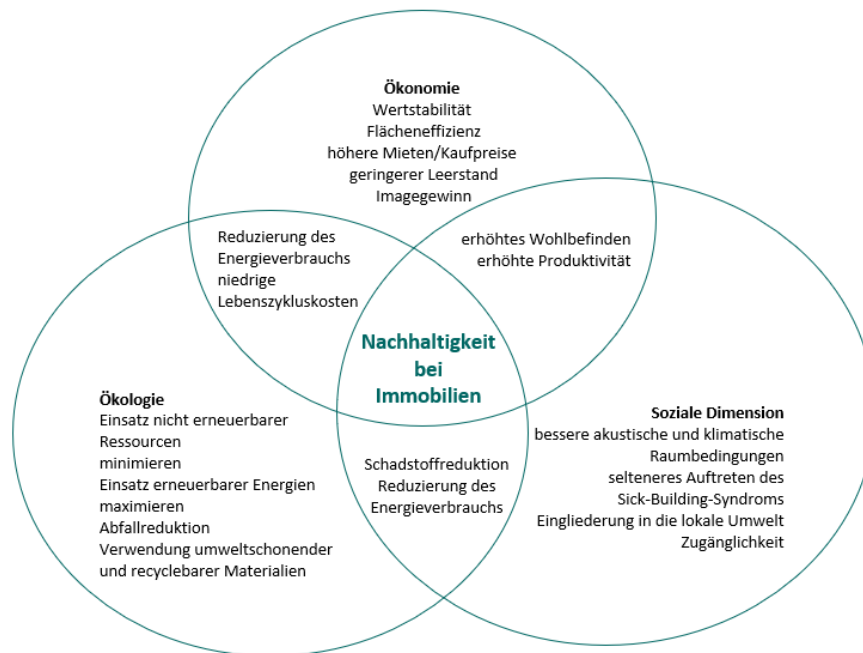 Ökonomie
Wertstabilität
Flächeneffizienz
höhere Mieten/Kaufpreise
geringerer Leerstand
Imagegewinn
Reduzierung des
Energieverbrauchs
niedrige
Lebenszykluskosten
erhöhtes Wohlbefinden
erhöhte Produktivität
Nachhaltigkeit
bei
Immobilien
Ökologie
Einsatz nicht erneuerbarer
Ressourcen
minimieren
Einsatz erneuerbarer Energien
maximieren
Abfallreduktion
Verwendung umweltschonender
und recyclebarer Materialien
Schadstoffreduktion
Reduzierung des
Energieverbrauchs
Soziale Dimension
bessere akustische und klimatische
Raumbedingungen
selteneres Auftreten des
Sick-Building-Syndroms
Eingliederung in die lokale Umwelt
Zugänglichkeit